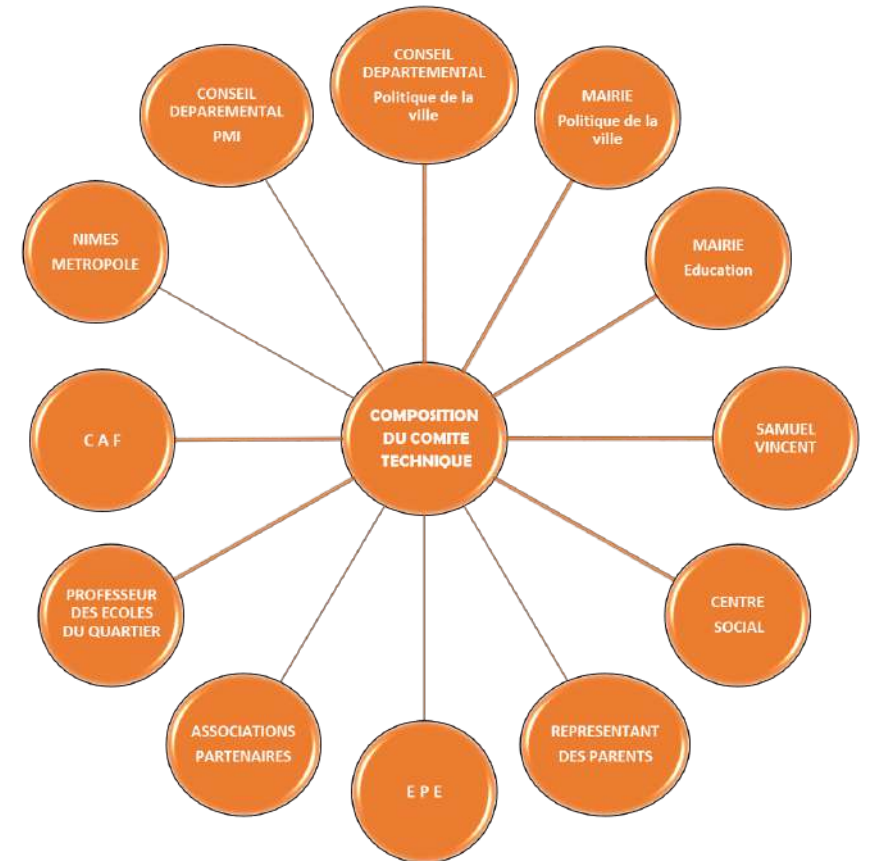 CONSEIL
DEPARTEMENTAL
Politique de la
ville
MAIRIE
Politique de la
ville
MAIRIE
Education
SAMUEL
VINCENT
CENTRE
SOCIAL
REPRESENTANT
DES PARENTS
E P E
ASSOCIATIONS
PARTENAIRES
PROFESSEUR
DES ECOLES
DU QUARTIER
C A F
NIMES
METROPOLE
CONSEIL
DEPAREMENTAL
PMI
COMPOSITION
DU COMITE
TECHNIQUE